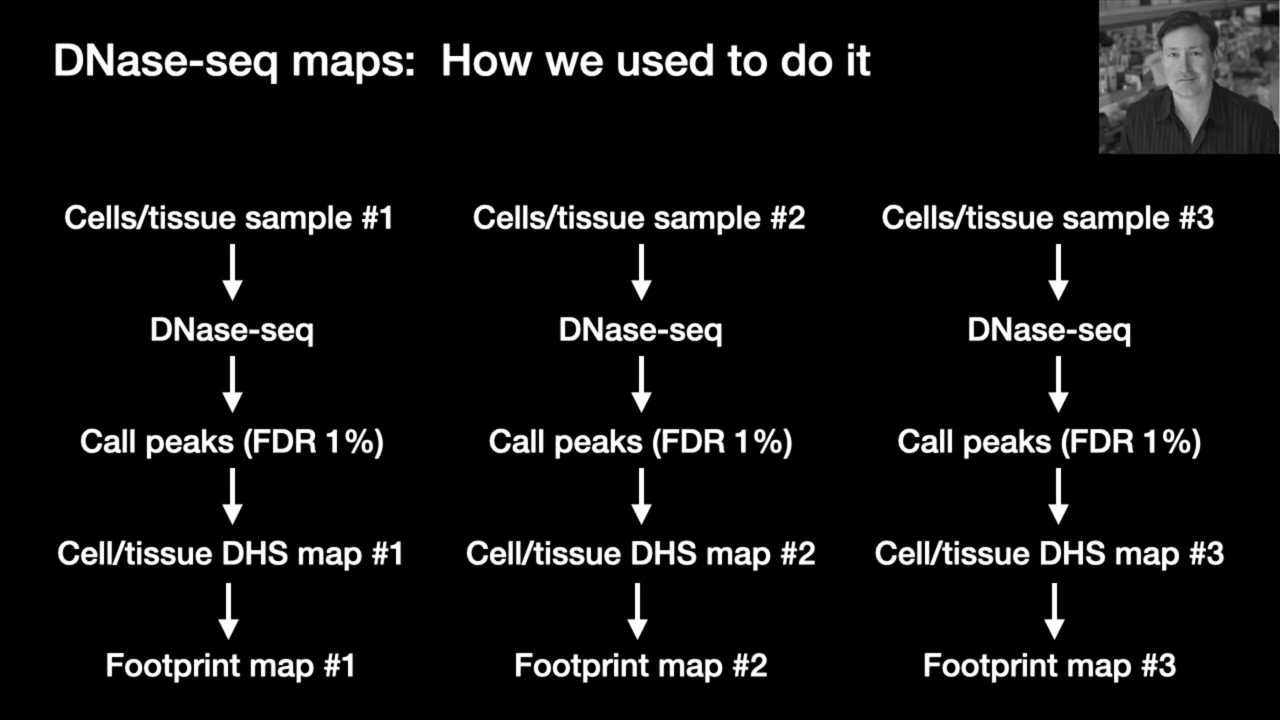 DNase-seq maps: How we used to do it
Cells/tissue sample #1
Cells/tissue sample #2
Cells/tissue sample #3
DNase-seq
DNase-seq
DNase-seq
Call peaks (FDR 1%)
Call peaks (FDR 1%)
Call peaks (FDR 1%)
Cell/tissue DHS map #1
Cell/tissue DHS map #2
Cell/tissue DHS map #3
Footprint map #1
Footprint map #2
Footprint map #3